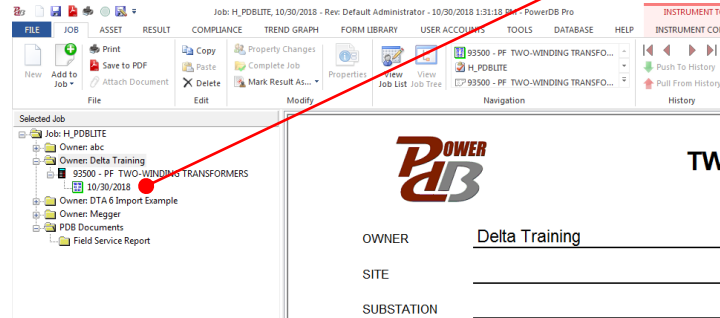 Job: H_PDBLITE, 10/30/2018 - Rev: Default Administrator - 10/30/2018 1:31:18 PM - PowerDB Pro
INSTRUMENT TO
FILE JOB ASSET RESULT COMPLIANCE TREND GRAPH FORM LIBRARY USER ACCOUNTS TOOLS DATABASE HELP INSTRUMENT CO
New
Add to Job
Print
Save to PDF
Attach Document
File
Copy
Paste
Delete
Edit
Property Changes
Complete Job
Mark Result As...
Modify
Properties
View Job List
View Job Tree
93500 - PF TWO-WINDING TRANSFO...
H_PDBLITE
93500 - PF TWO-WINDING TRANSFO...
Navigation
Push To History
Pull From History
History
Selected Job
Job: H_PDBLITE
Owner: abc
Owner: Delta Training
93500 - PF TWO-WINDING TRANSFORMERS
10/30/2018
Owner: DTA 6 Import Example
Owner: Megger
PDB Documents
Field Service Report
POWER
dB
TW
OWNER Delta Training
SITE
SUBSTATION